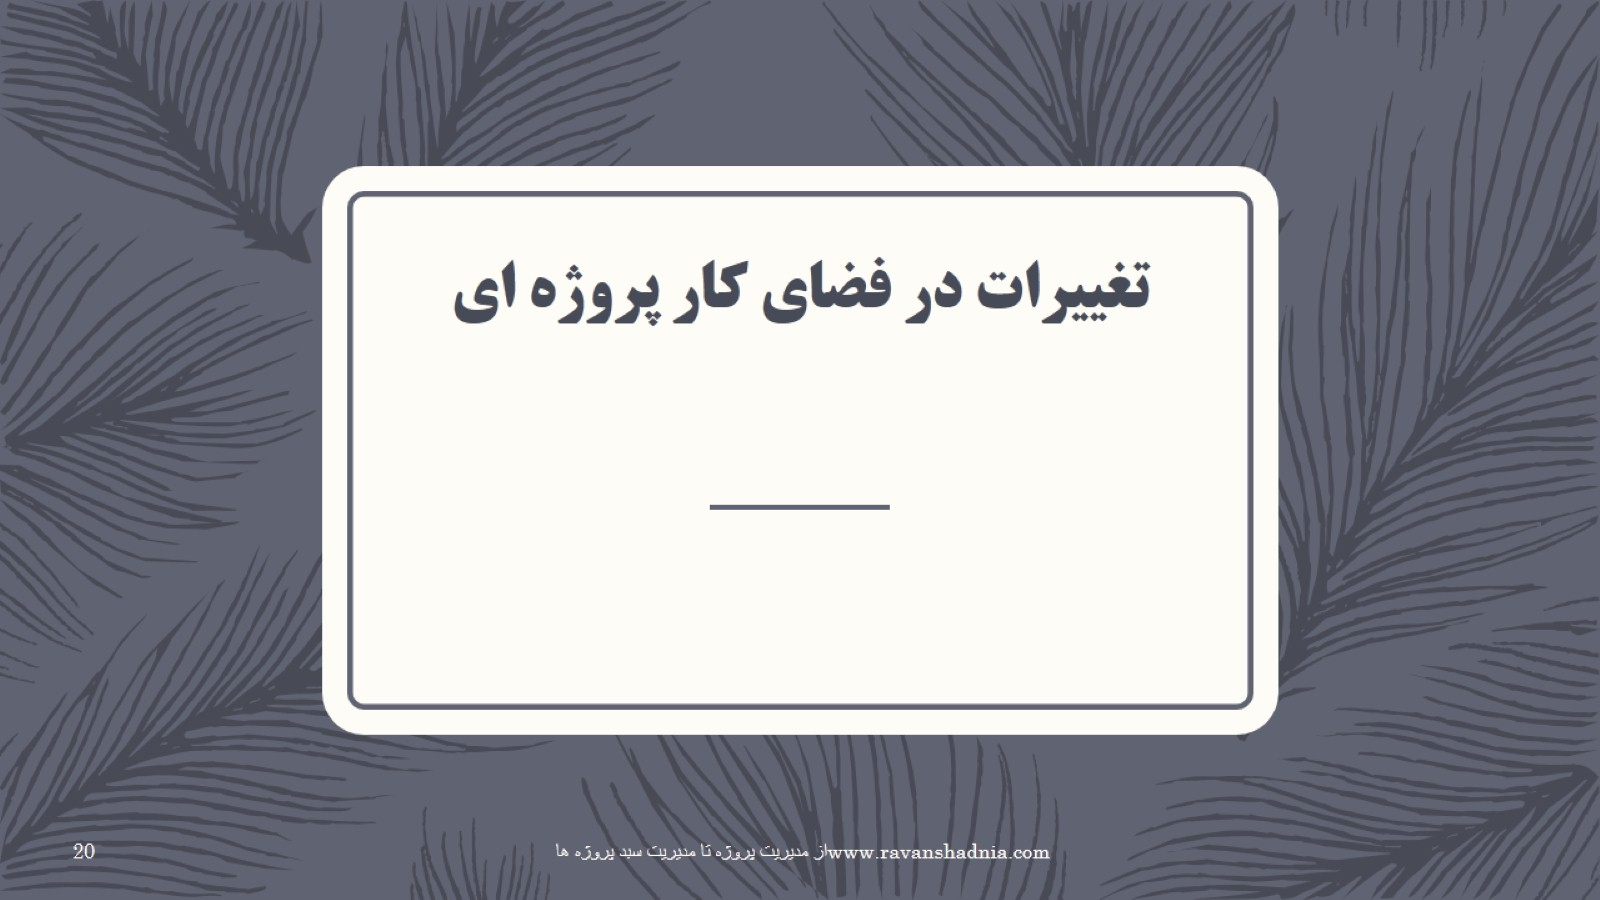 تغییرات در فضای کار پروژه ای
www.ravanshadnia.comاز مدیریت پروژه تا مدیریت سبد پروژه ها
20